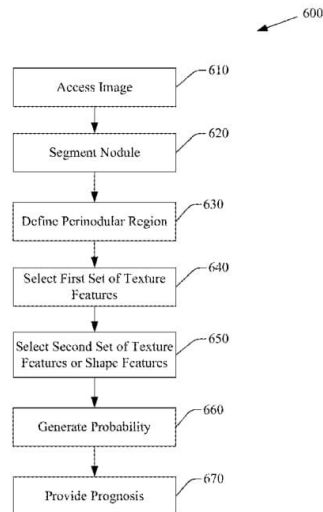 600
610
Access Image
620
Segment Nodule
630
Define Perinodular Region
640
Select First Set of Texture
Features
650
Select Second Set of Texture
Features or Shape Features
660
Generate Probability
670
Provide Prognosis